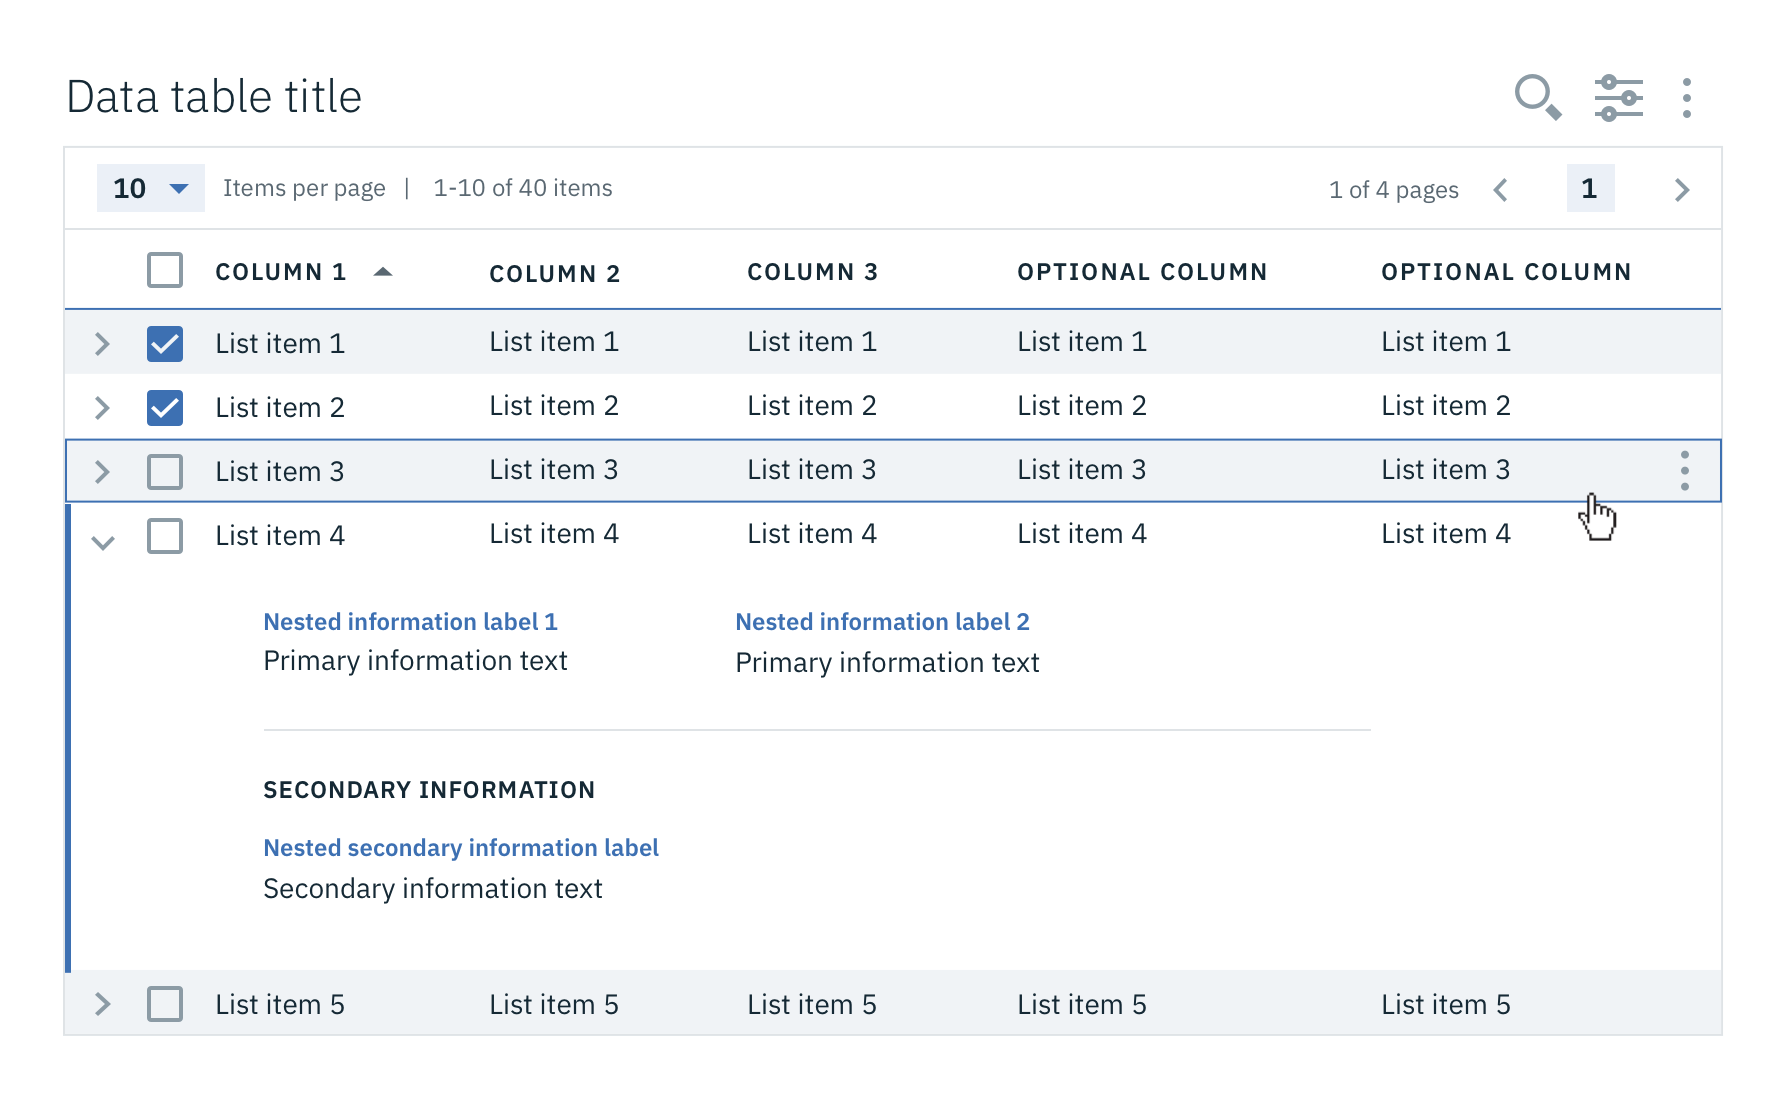 Data table title
10 Items per page | 1-10 of 40 items 1 of 4 pages 1
COLUMN 1 COLUMN 2 COLUMN 3 OPTIONAL COLUMN OPTIONAL COLUMN
List item 1 List item 1 List item 1 List item 1 List item 1
List item 2 List item 2 List item 2 List item 2 List item 2
List item 3 List item 3 List item 3 List item 3 List item 3
List item 4 List item 4 List item 4 List item 4 List item 4
Nested information label 1 Nested information label 2
Primary information text Primary information text
SECONDARY INFORMATION
Nested secondary information label
Secondary information text
List item 5 List item 5 List item 5 List item 5 List item 5